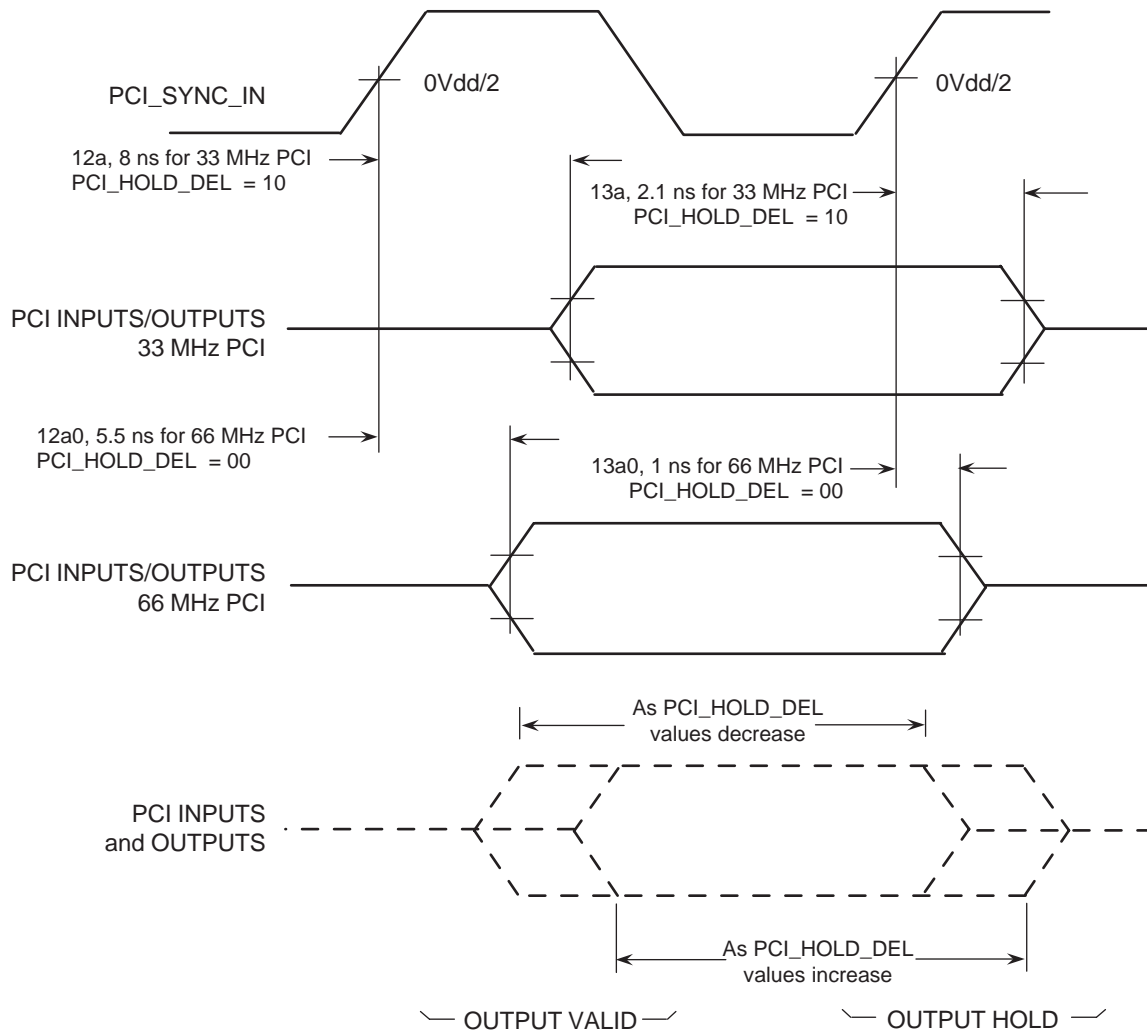 0Vdd/2
0Vdd/2
PCI_SYNC_IN
12a, 8 ns for 33 MHz PCI
PCI_HOLD_DEL = 10
13a, 2.1 ns for 33 MHz PCI
PCI_HOLD_DEL = 10
PCI INPUTS/OUTPUTS
33 MHz PCI
12a0, 5.5 ns for 66 MHz PCI
PCI_HOLD_DEL = 00
13a0, 1 ns for 66 MHz PCI
PCI_HOLD_DEL = 00
PCI INPUTS/OUTPUTS
66 MHz PCI
As PCI_HOLD_DEL
values decrease
PCI INPUTS
and OUTPUTS
As PCI_HOLD_DEL
values increase
OUTPUT VALID
OUTPUT HOLD